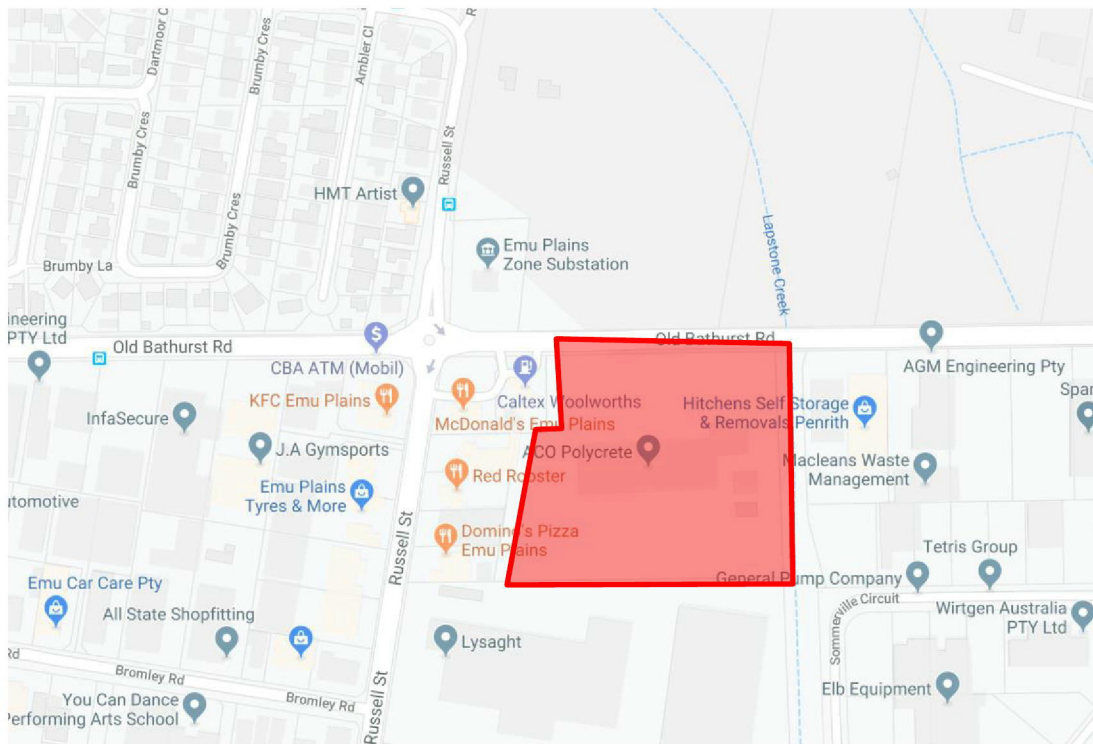 Dartmoor C
Brumby Cres
Ambler Cl
R
Brumby Cres
Russell St
HMT Artist
Brumby Cres
Lapstone Creek
Emu Plains
Zone Substation
Brumby La
ineering
PTY Ltd
Old Bathurst Rd
Old Bathurst Rd
CBA ATM (Mobil)
AGM Engineering Pty
KFC Emu Plains
Caltex Woolworths
McDonald's Emu Plains
Hitchens Self Storage
& Removals Penrith
Span
InfaSecure
J.A Gymsports
ACO Polycrete
Red Rooster
Macleans Waste
Management
Emu Plains
Tyres & More
utomotive
Domino's Pizza
Emu Plains
Russell St
Tetris Group
Emu Car Care Pty
General Pump Company
All State Shopfitting
Sommerville Circuit
Wirtgen Australia
PTY Ltd
Lysaght
Rd
Bromley Rd
Bromley Rd
Elb Equipment
You Can Dance
Performing Arts School
Russell St